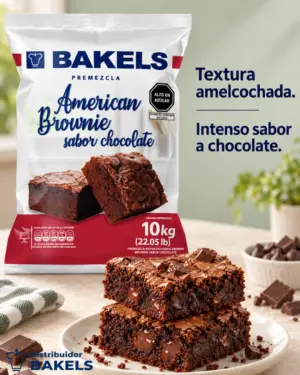 BAKELS
PREMEZCLA
American
Brownie
sabor chocolate
ALTO EN
AZÚCAR
10kg
(22.05 lb)
Textura
amelcochada.
Intenso sabor
a chocolate.
Distribuidor
BAKELS